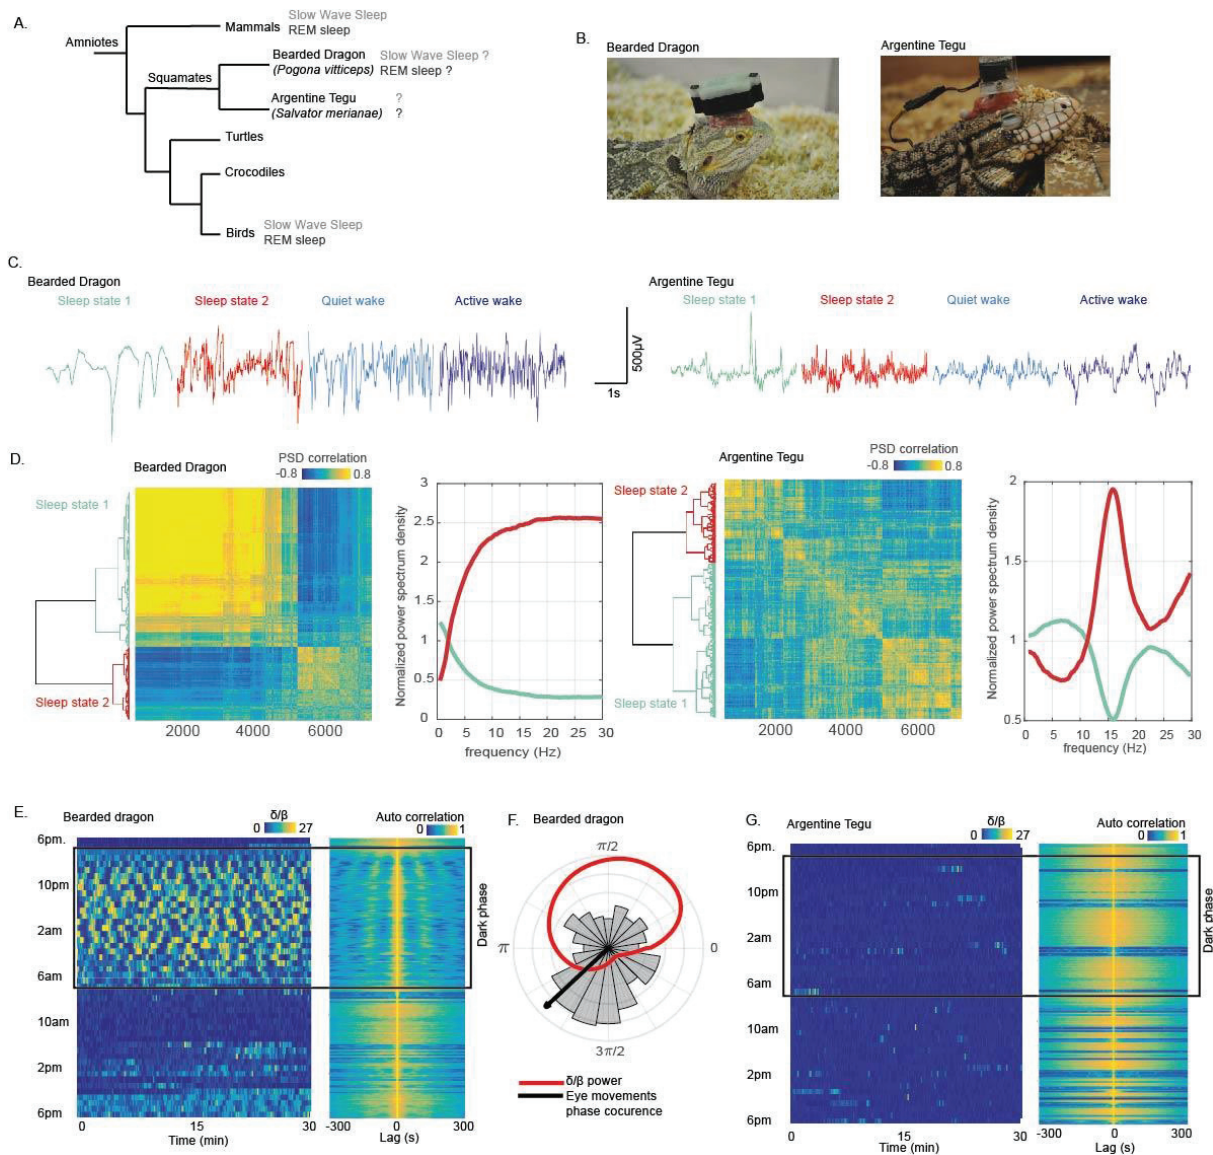 A.
Amniotes
Mammals
Slow Wave Sleep
REM sleep
Squamates
Bearded Dragon
(Pogona vitticeps)
Slow Wave Sleep ?
REM sleep ?
Argentine Tegu
(Salvator merianae)
?
?
Turtles
Crocodiles
Birds
Slow Wave Sleep
REM sleep
B.
Bearded Dragon
Argentine Tegu
C.
Bearded Dragon
Sleep state 1
Sleep state 2
Quiet wake
Active wake
500µV
1s
Argentine Tegu
Sleep state 1
Sleep state 2
Quiet wake
Active wake
D.
Bearded Dragon
PSD correlation
-0.8 0.8
Sleep state 1
Sleep state 2
2000 4000 6000
Normalized power spectrum density
3
2.5
2
1.5
1
0.5
0
0 5 10 15 20 25 30
frequency (Hz)
Argentine Tegu
PSD correlation
-0.8 0.8
Sleep state 2
Sleep state 1
2000 4000 6000
Normalized power spectrum density
2
1.5
1
0.5
0 5 10 15 20 25 30
frequency (Hz)
E.
Bearded dragon
δ/β
0 27
Auto correlation
0 1
6pm.
10pm
2am
6am
10am
2pm
6pm
0 15 30
Time (min)
-300 0 300
Lag (s)
Dark phase
F.
Bearded dragon
π/2
π
0
3π/2
δ/β power
Eye movements
phase cocurence
G.
Argentine Tegu
δ/β
0 27
Auto correlation
0 1
6pm.
10pm
2am
6am
10am
2pm
6pm
0 15 30
Time (min)
-300 0 300
Lag (s)
Dark phase